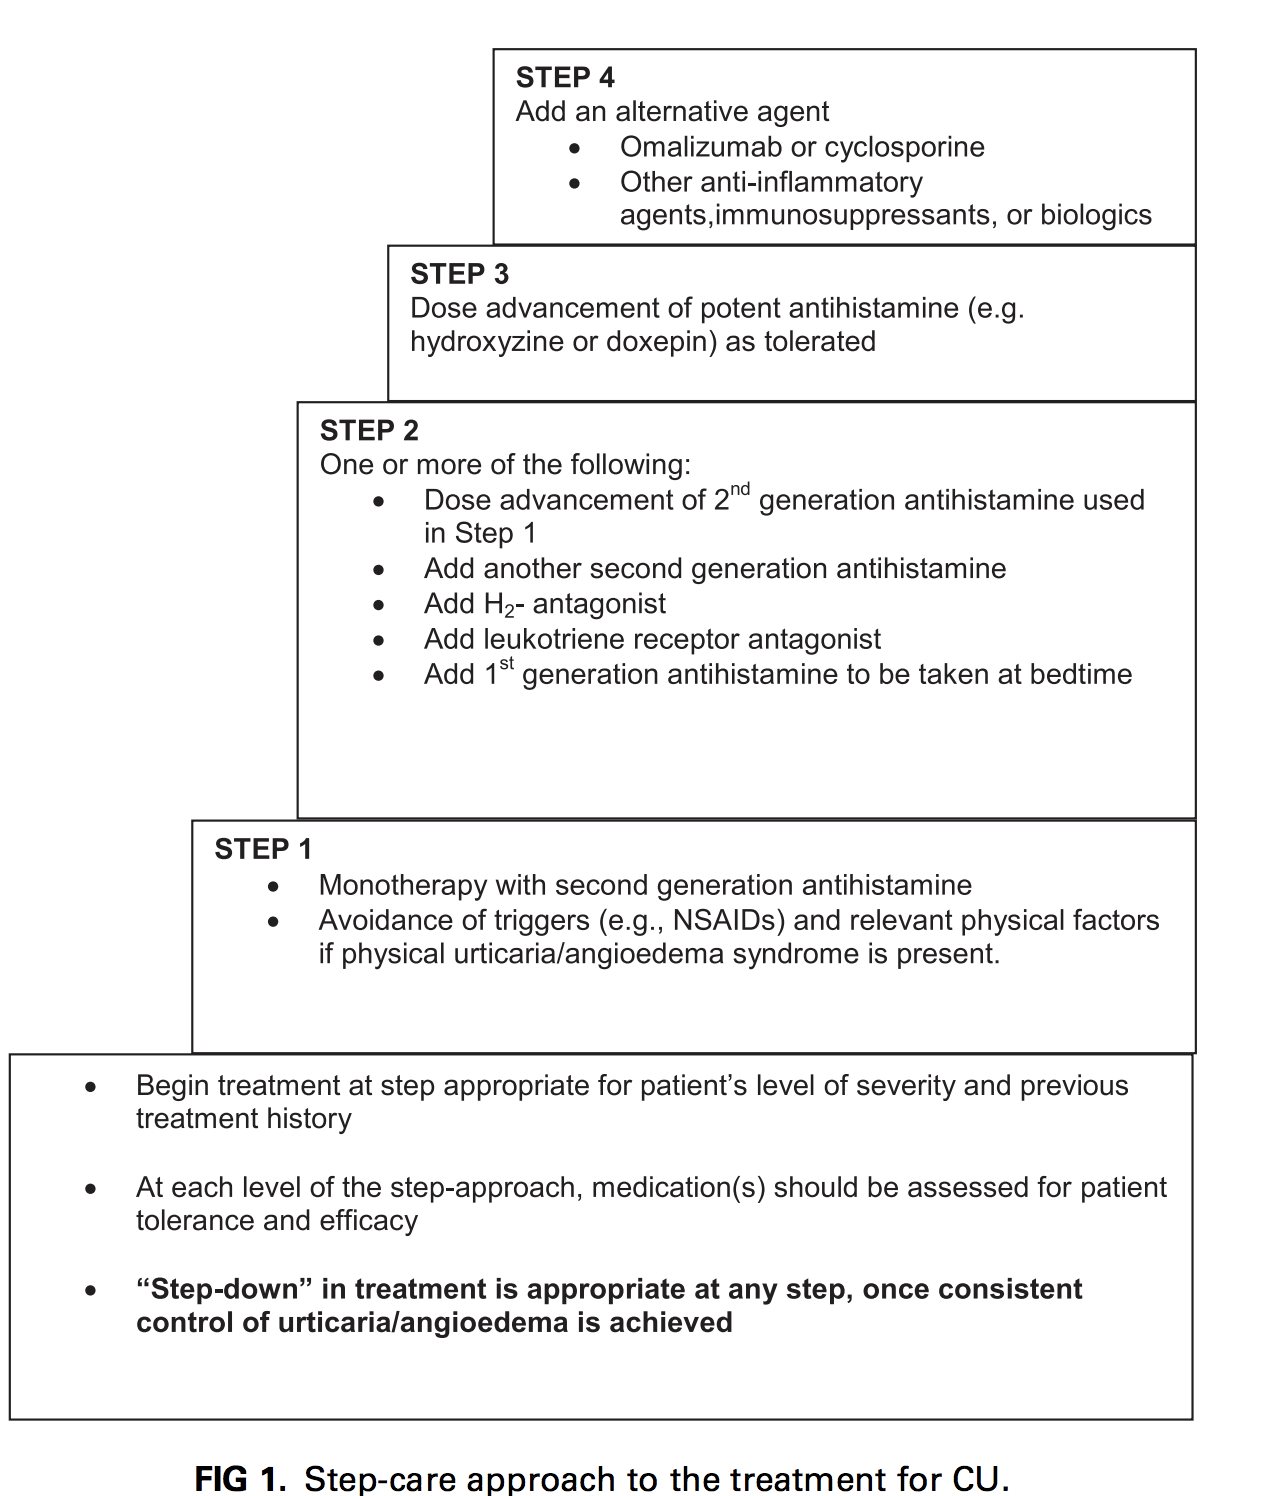 STEP 4
Add an alternative agent
• Omalizumab or cyclosporine
• Other anti-inflammatory
agents,immunosuppressants, or biologics
STEP 3
Dose advancement of potent antihistamine (e.g.
hydroxyzine or doxepin) as tolerated
STEP 2
One or more of the following:
• Dose advancement of 2nd generation antihistamine used
in Step 1
• Add another second generation antihistamine
• Add H2- antagonist
• Add leukotriene receptor antagonist
• Add 1st generation antihistamine to be taken at bedtime
STEP 1
• Monotherapy with second generation antihistamine
• Avoidance of triggers (e.g., NSAIDs) and relevant physical factors
if physical urticaria/angioedema syndrome is present.
• Begin treatment at step appropriate for patient’s level of severity and previous
treatment history
• At each level of the step-approach, medication(s) should be assessed for patient
tolerance and efficacy
• “Step-down” in treatment is appropriate at any step, once consistent
control of urticaria/angioedema is achieved
FIG 1. Step-care approach to the treatment for CU.